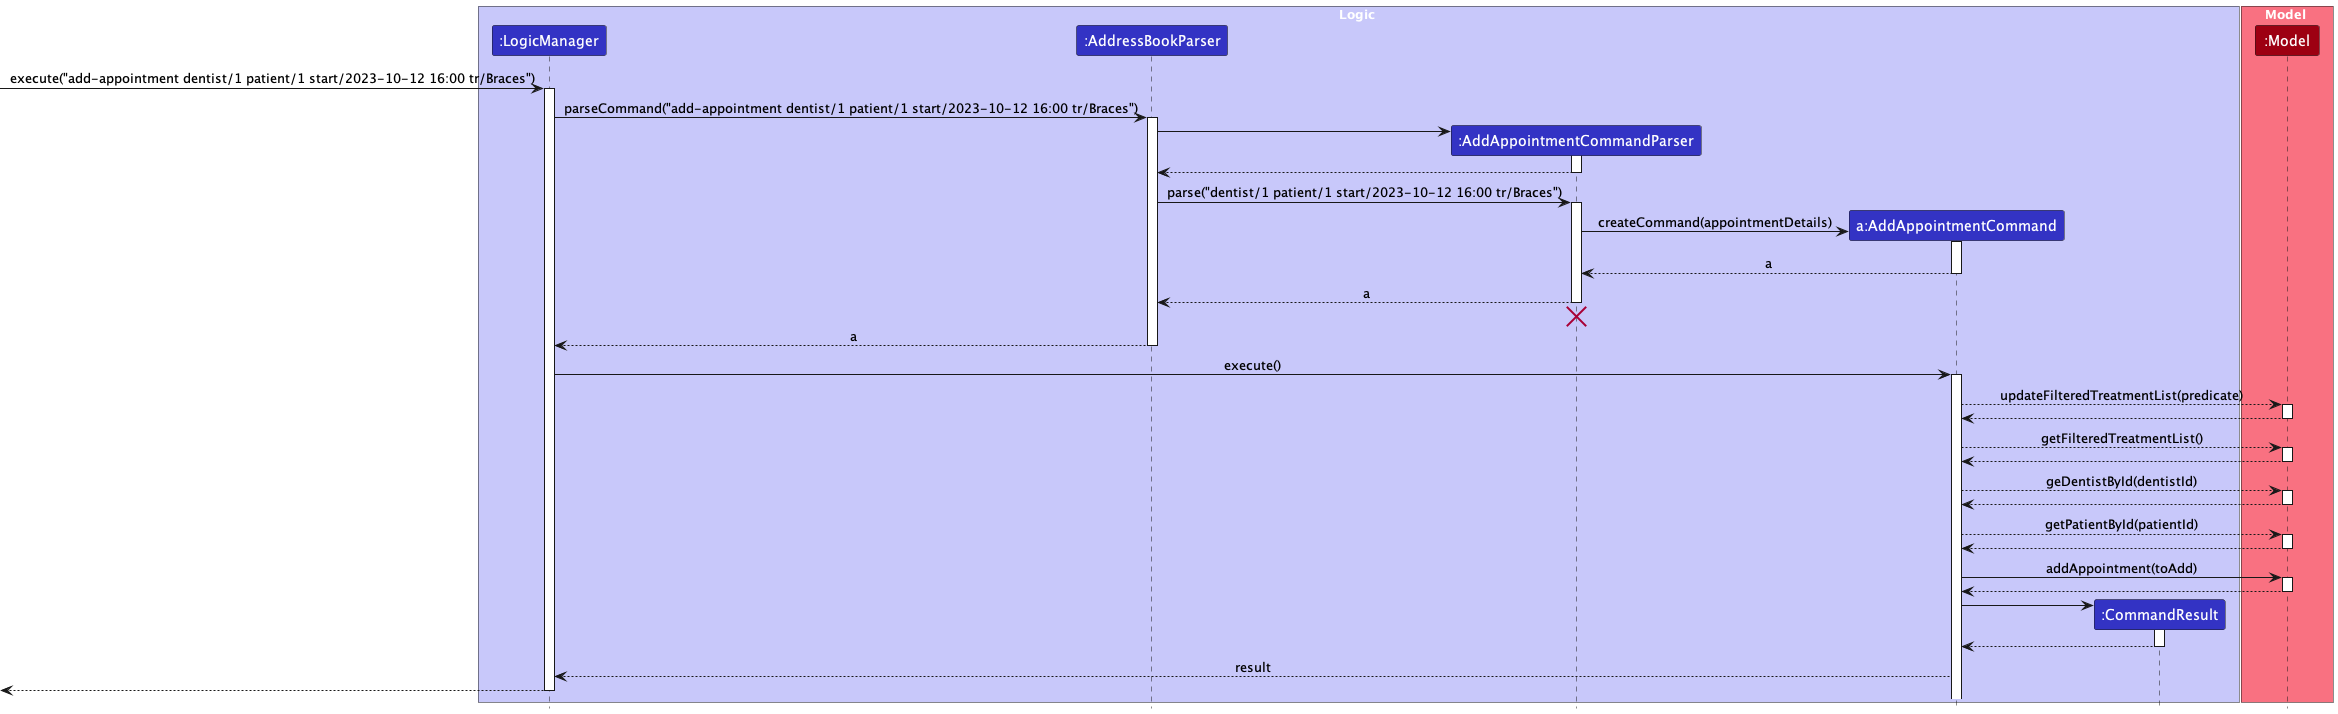 Logic
Model
:LogicManager
:AddressBookParser
:Model
execute("add-appointment dentist/1 patient/1 start/2023-10-12 16:00 tr/Braces")
parseCommand("add-appointment dentist/1 patient/1 start/2023-10-12 16:00 tr/Braces")
:AddAppointmentCommandParser
parse("dentist/1 patient/1 start/2023-10-12 16:00 tr/Braces")
createCommand(appointmentDetails)
a:AddAppointmentCommand
a
a
a
execute()
updateFilteredTreatmentList(predicate)
getFilteredTreatmentList()
geDentistById(dentistId)
getPatientById(patientId)
addAppointment(toAdd)
:CommandResult
result